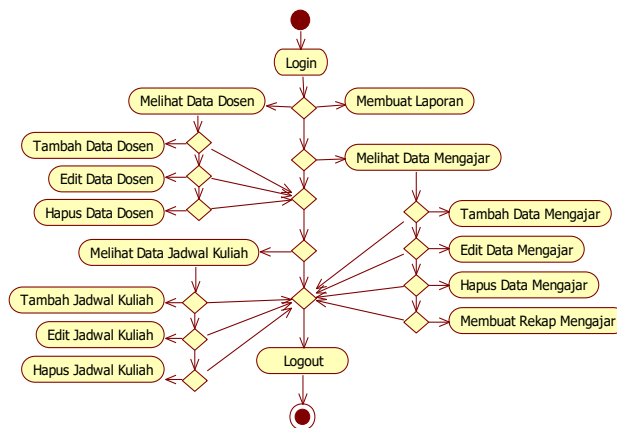 Login
Melihat Data Dosen
Membuat Laporan
Tambah Data Dosen
Melihat Data Mengajar
Edit Data Dosen
Hapus Data Dosen
Tambah Data Mengajar
Melihat Data Jadwal Kuliah
Edit Data Mengajar
Hapus Data Mengajar
Tambah Jadwal Kuliah
Membuat Rekap Mengajar
Edit Jadwal Kuliah
Logout
Hapus Jadwal Kuliah